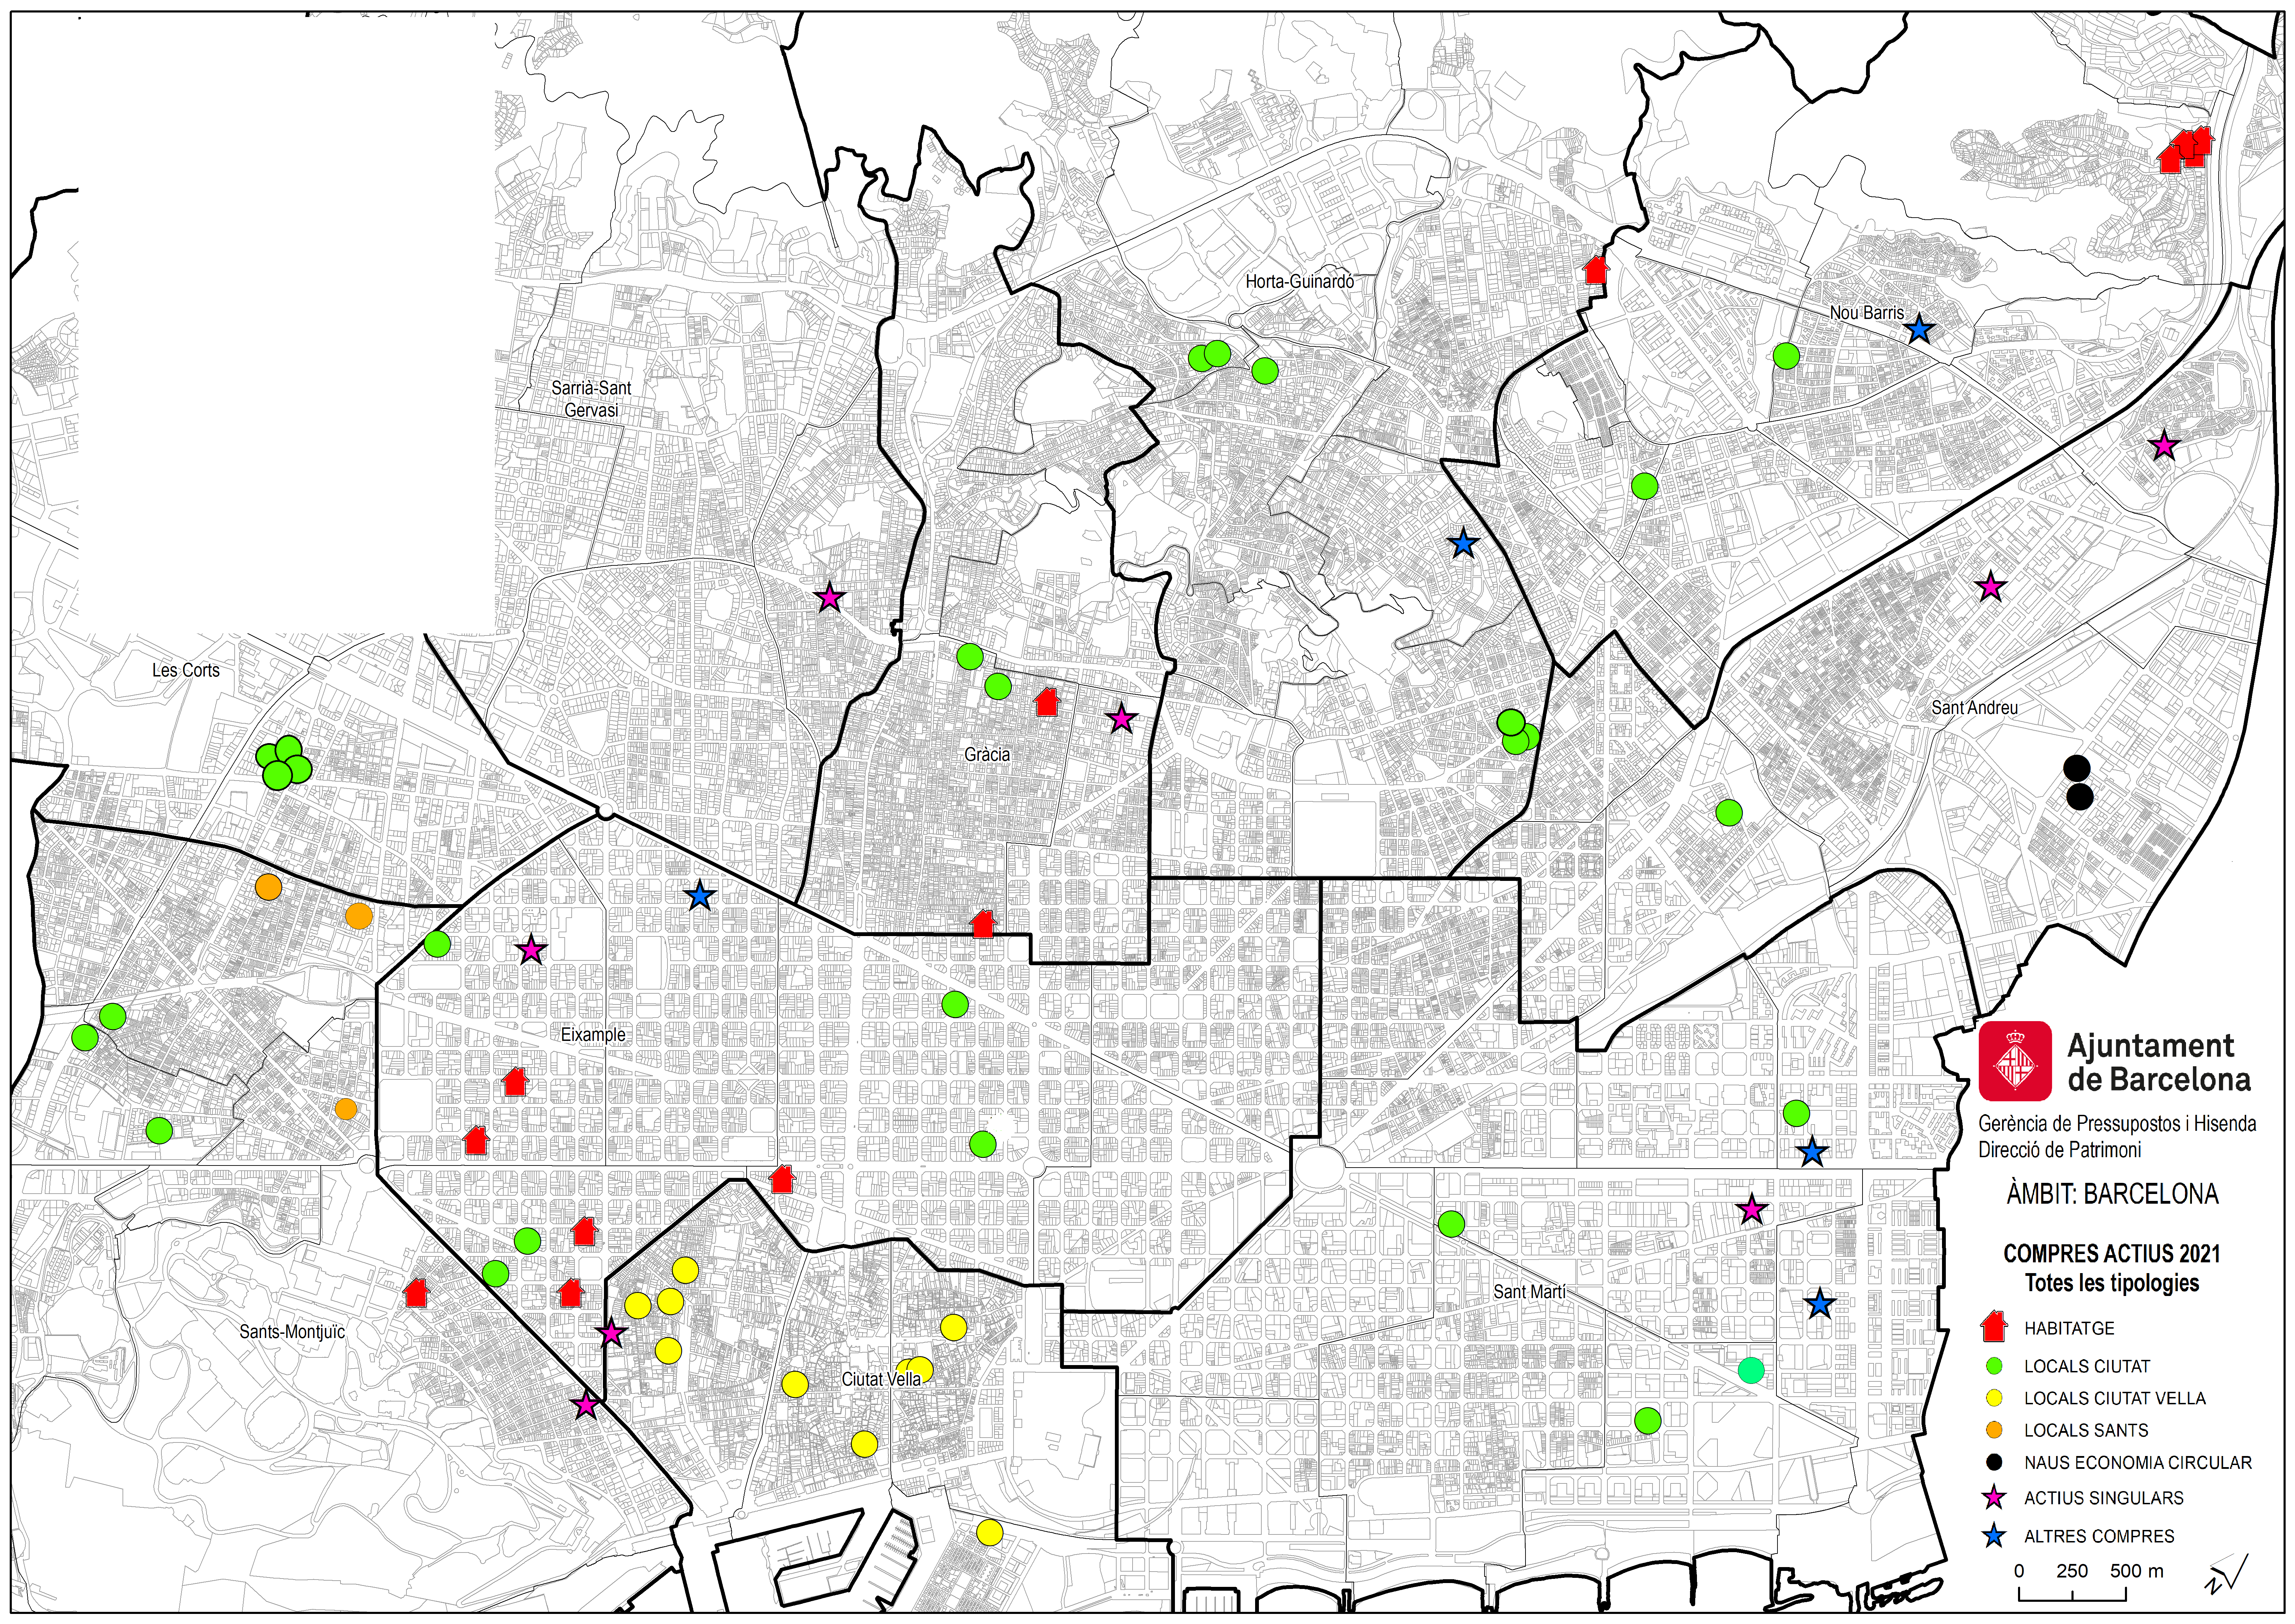 Horta-Guinardó
Nou Barris
Sarrià-Sant
Gervasi
Les Corts
Sant Andreu
Gràcia
Eixample
Sant Martí
Sants-Montjuïc
Ciutat Vella
Ajuntament
de Barcelona
Gerència de Pressupostos i Hisenda
Direcció de Patrimoni
ÀMBIT: BARCELONA
COMPRES ACTIUS 2021
Totes les tipologies
HABITATGE
LOCALS CIUTAT
LOCALS CIUTAT VELLA
LOCALS SANTS
NAUS ECONOMIA CIRCULAR
ACTIUS SINGULARS
ALTRES COMPRES
0 250 500 m
N